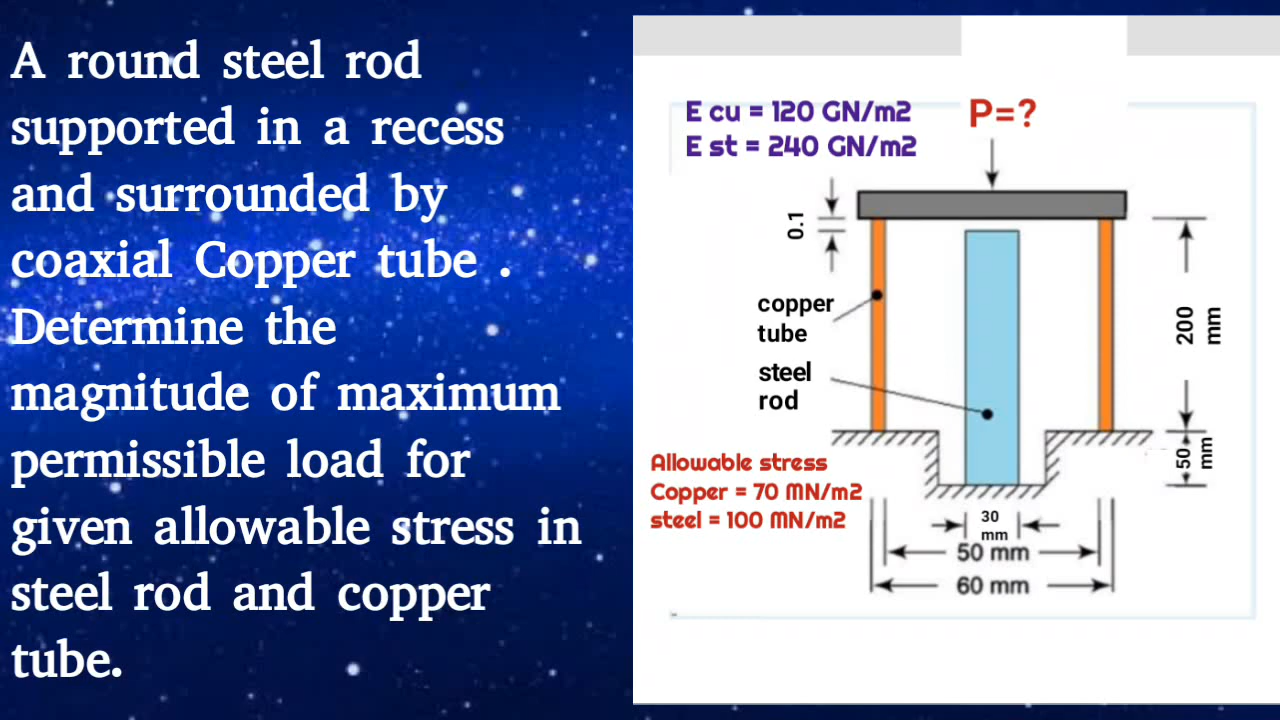 A round steel rod
supported in a recess
and surrounded by
coaxial Copper tube .
Determine the
magnitude of maximum
permissible load for
given allowable stress in
steel rod and copper
tube.
E cu = 120 GN/m2
E st = 240 GN/m2
P=?
0.1
copper
tube
steel
rod
200
mm
50
mm
Allowable stress
Copper = 70 MN/m2
steel = 100 MN/m2
30
mm
50 mm
60 mm